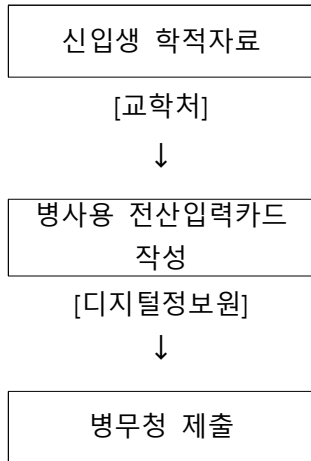 신입생 학적자료
[교학처]
↓
병사용 전산입력카드
작성
[디지털정보원]
↓
병무청 제출